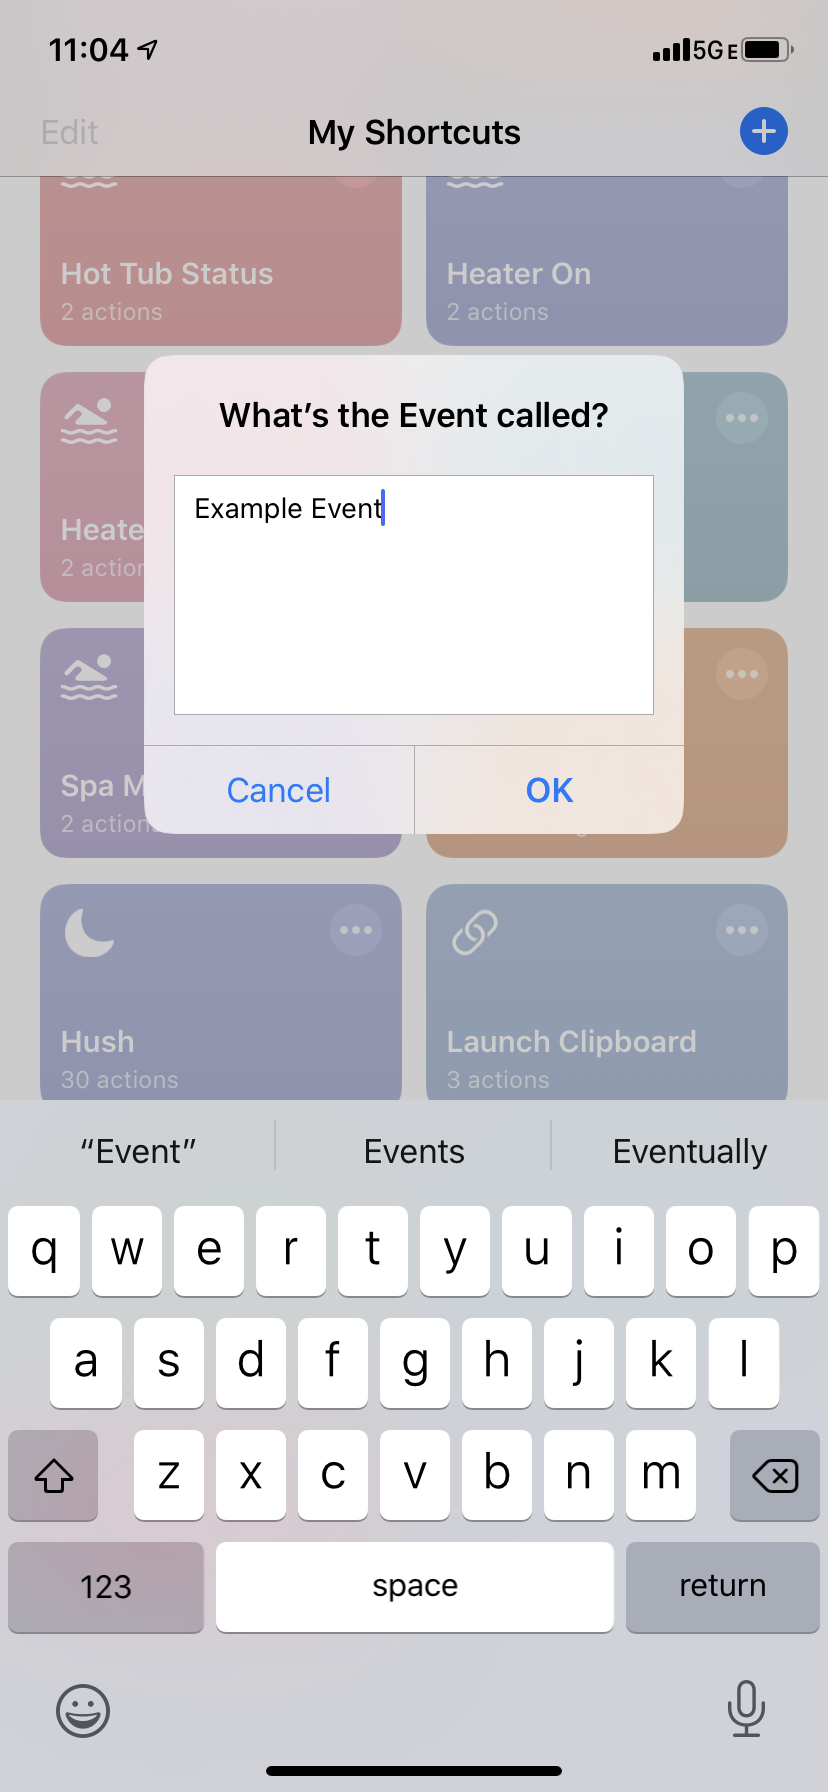 11:04
5G E
Edit
My Shortcuts
Hot Tub Status
2 actions
Heater On
2 actions
What's the Event called?
Example Event
Heate
2 action
Spa M
2 actions
Cancel
OK
Hush
30 actions
Launch Clipboard
3 actions
“Event”
Events
Eventually
q w e r t y u i o p
a s d f g h j k l
z x c v b n m
123
space
return